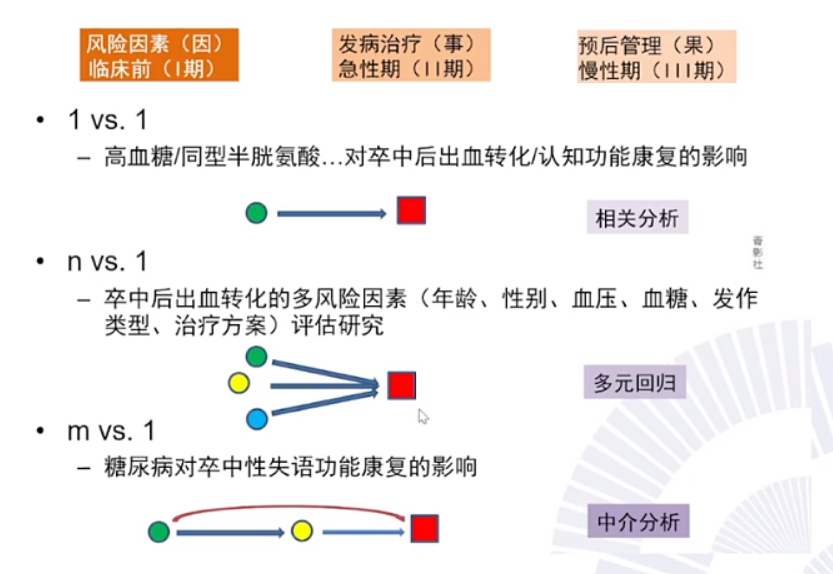 风险因素（因）
临床前（I期）
发病治疗（事）
急性期（II期）
预后管理（果）
慢性期（III期）
• 1 vs. 1
– 高血糖/同型半胱氨酸…对卒中后出血转化/认知功能康复的影响
相关分析
• n vs. 1
– 卒中后出血转化的多风险因素（年龄、性别、血压、血糖、发作
类型、治疗方案）评估研究
多元回归
• m vs. 1
– 糖尿病对卒中性失语功能康复的影响
中介分析